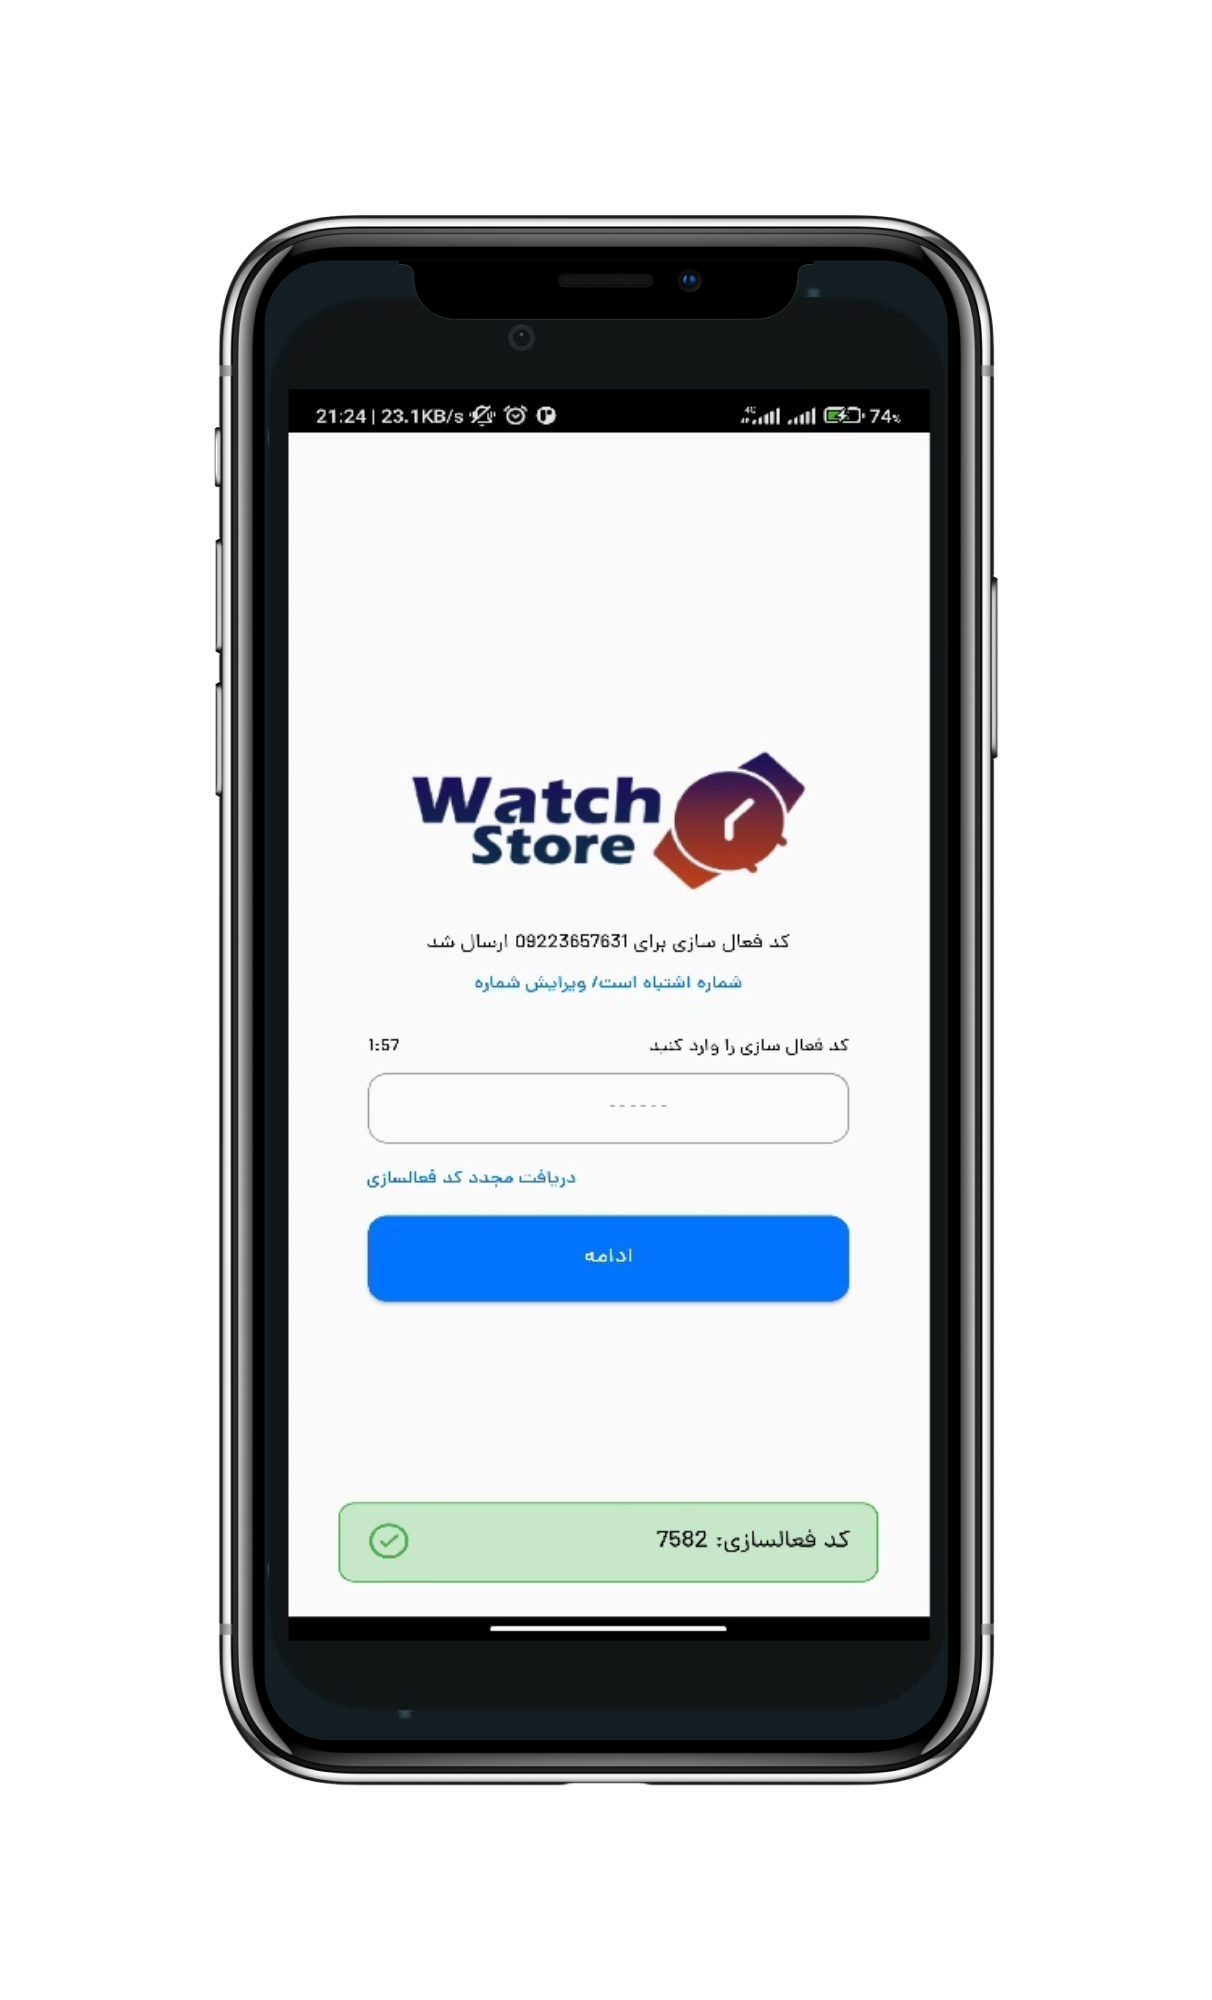 21:24 | 23.1KB/s 4G 74%
Watch
Store
کد فعال سازی برای 09223657631 ارسال شد
شماره اشتباه است/ ویرایش شماره
کد فعال سازی را وارد کنید 1:57
------
دریافت مجدد کد فعالسازی
ادامه
کد فعالسازی: 7582